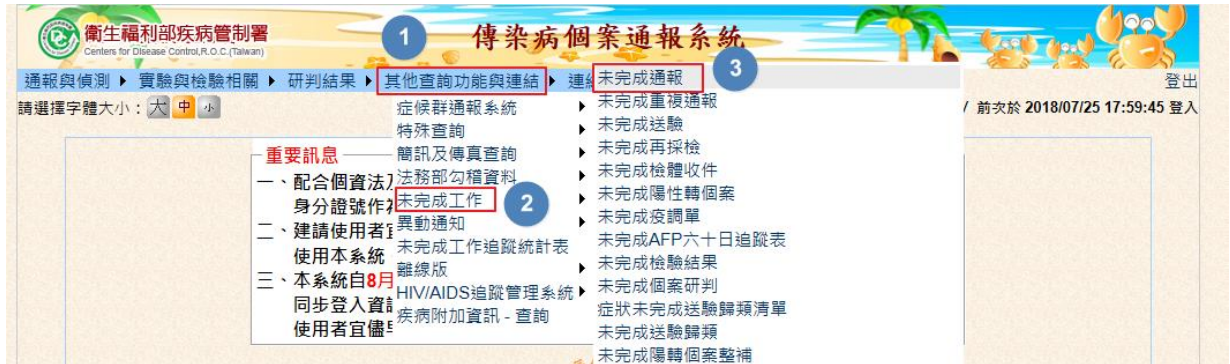 衛生福利部疾病管制署
Centers for Disease Control,R.O.C.(Taiwan)
1
傳染病個案通報系統
通報與偵測 實驗與檢驗相關 研判結果 其他查詢功能與連結
登出
請選擇字體大小：大 中 小
/ 前次於 2018/07/25 17:59:45 登入
重要訊息
一、配合個資法
身分證號作
二、建請使用者
使用本系統
三、本系統自8月
同步登入資
使用者宜儘
症候群通報系統
特殊查詢
簡訊及傳真查詢
法務部勾稽資料
未完成工作
2
異動通知
未完成工作追蹤統計表
離線版
HIV/AIDS追蹤管理系統
疾病附加資訊 - 查詢
未完成通報
3
未完成重複通報
未完成送驗
未完成再採檢
未完成檢體收件
未完成陽性轉個案
未完成疫調單
未完成AFP六十日追蹤表
未完成檢驗結果
未完成個案研判
症狀未完成送驗歸類清單
未完成送驗歸類
未完成陽轉個案整補